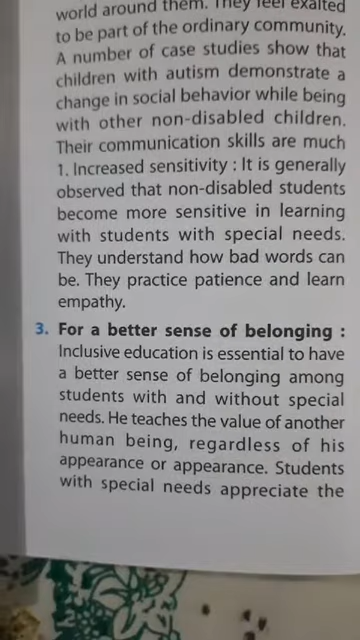 world around them. They feel exalted
to be part of the ordinary community.
A number of case studies show that
children with autism demonstrate a
change in social behavior while being
with other non-disabled children.
Their communication skills are much
1. Increased sensitivity : It is generally
observed that non-disabled students
become more sensitive in learning
with students with special needs.
They understand how bad words can
be. They practice patience and learn
empathy.
3. For a better sense of belonging :
Inclusive education is essential to have
a better sense of belonging among
students with and without special
needs. He teaches the value of another
human being, regardless of his
appearance or appearance. Students
with special needs appreciate the